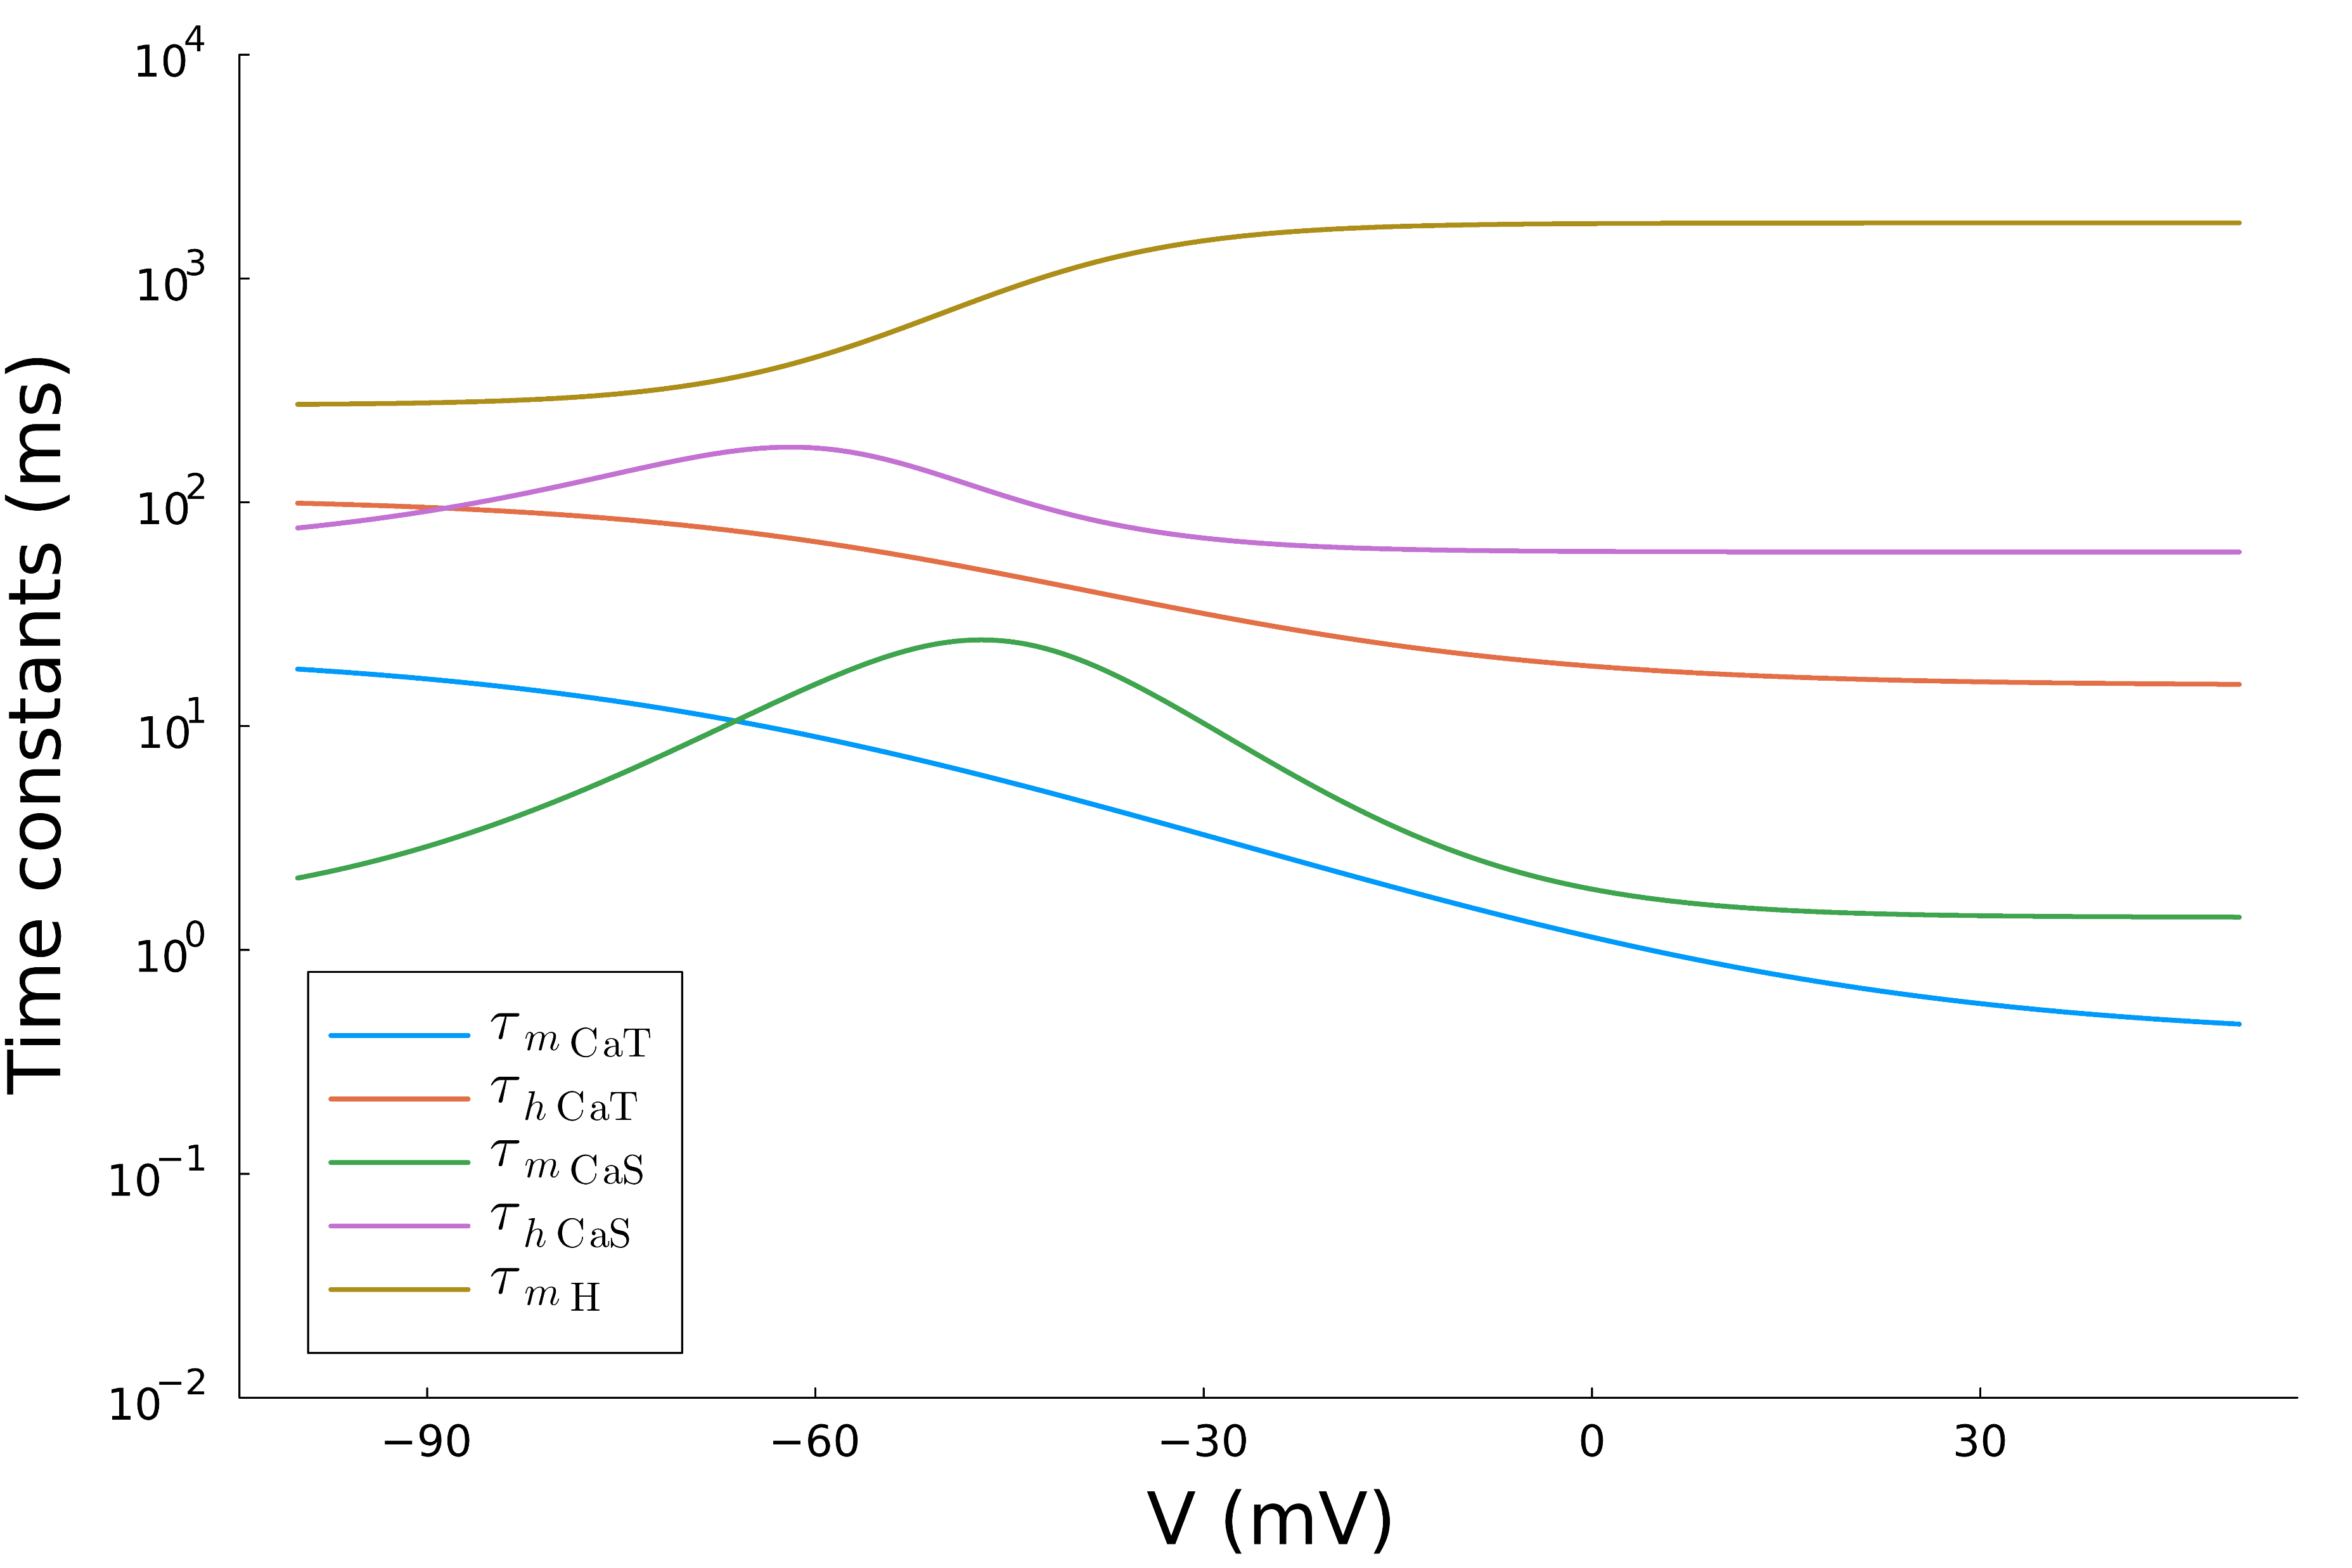 Time constants (ms)
10^4
10^3
10^2
10^1
10^0
10^−1
10^−2
τ_m CaT
τ_h CaT
τ_m CaS
τ_h CaS
τ_m H
−90 −60 −30 0 30
V (mV)